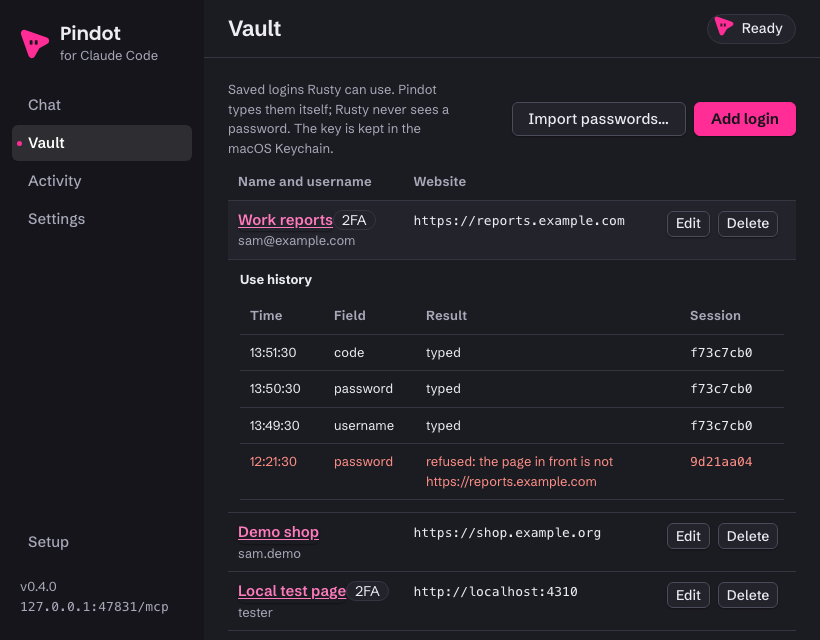 Pindot
for Claude Code
Chat
Vault
Activity
Settings
Setup
v0.4.0
127.0.0.1:47831/mcp
Vault
Ready
Saved logins Rusty can use. Pindot
types them itself; Rusty never sees a
password. The key is kept in the
macOS Keychain.
Import passwords...
Add login
Name and username Website
Work reports 2FA https://reports.example.com Edit Delete
sam@example.com
Use history
Time Field Result Session
13:51:30 code typed f73c7cb0
13:50:30 password typed f73c7cb0
13:49:30 username typed f73c7cb0
12:21:30 password refused: the page in front is not 9d21aa04
https://reports.example.com
Demo shop https://shop.example.org Edit Delete
sam.demo
Local test page 2FA http://localhost:4310 Edit Delete
tester